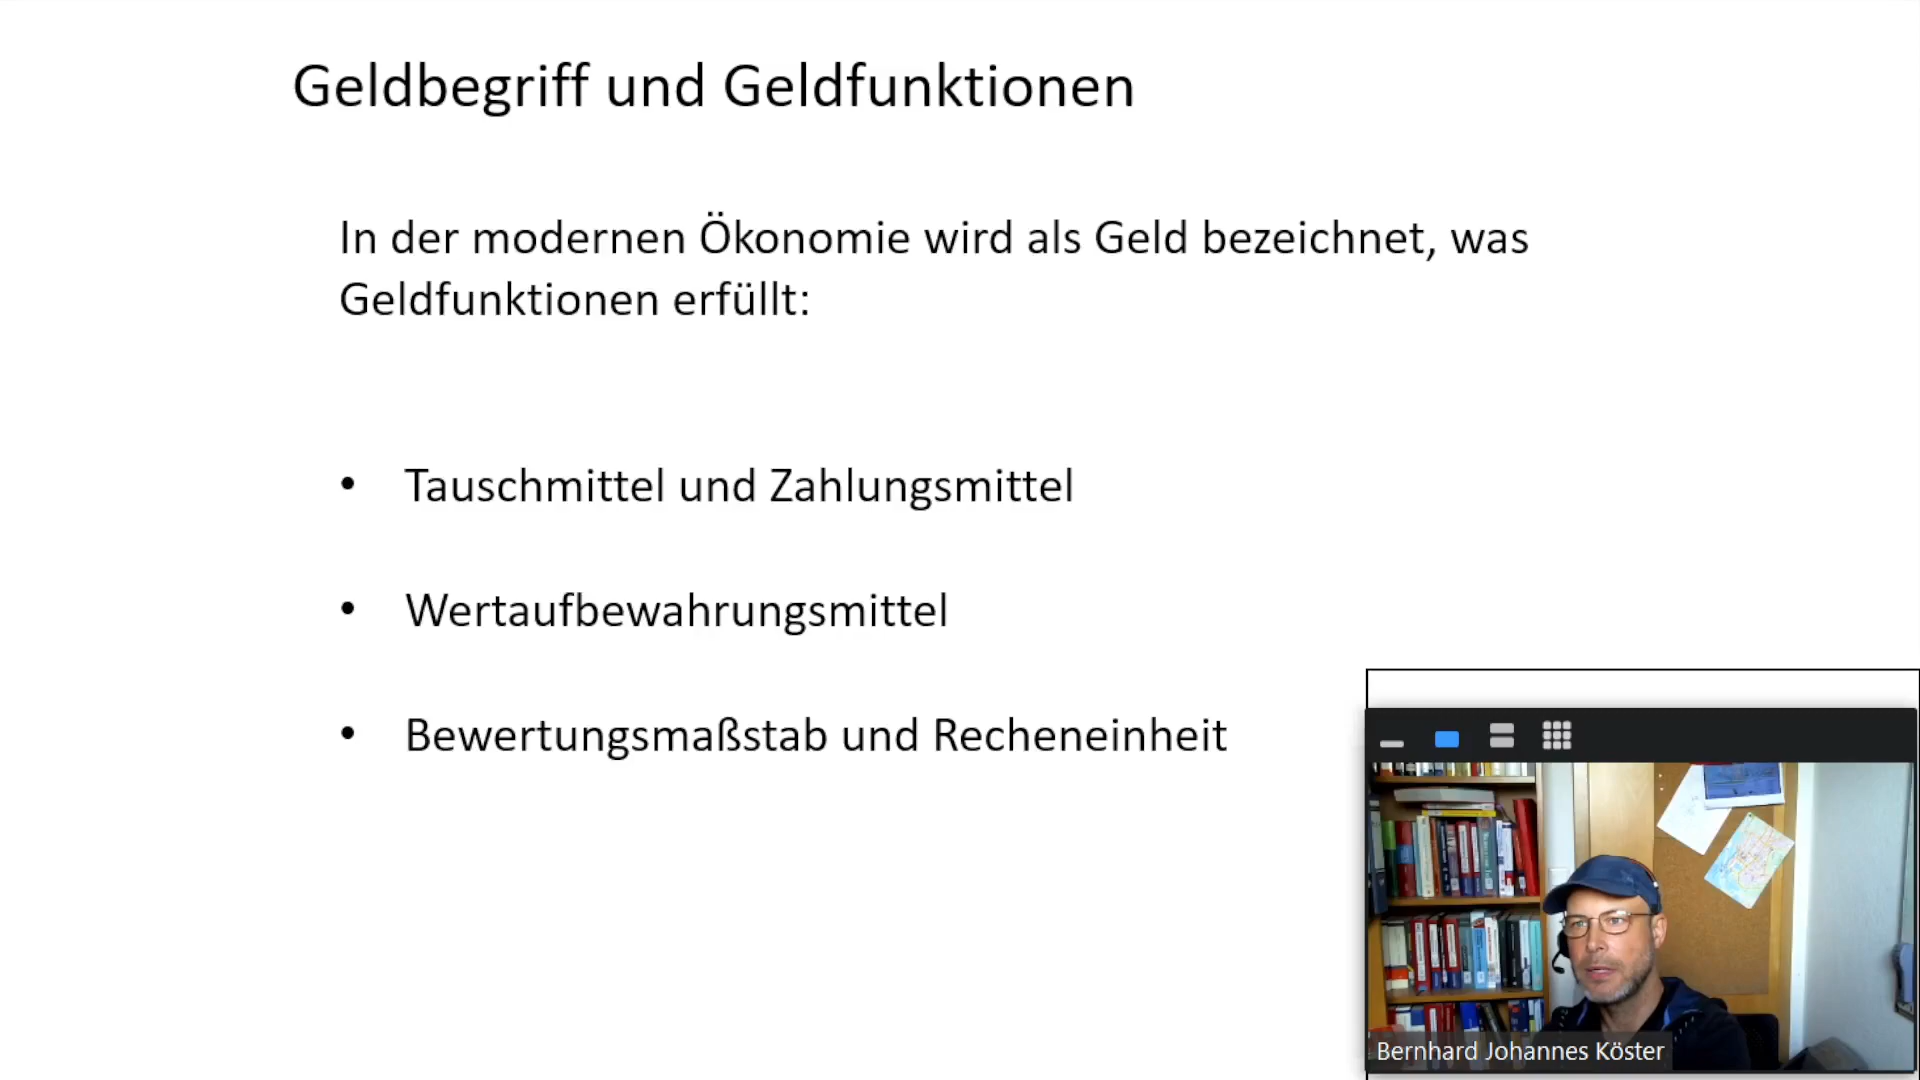 Geldbegriff und Geldfunktionen
In der modernen Ökonomie wird als Geld bezeichnet, was
Geldfunktionen erfüllt:
• Tauschmittel und Zahlungsmittel
• Wertaufbewahrungsmittel
• Bewertungsmaßstab und Recheneinheit
Bernhard Johannes Köster